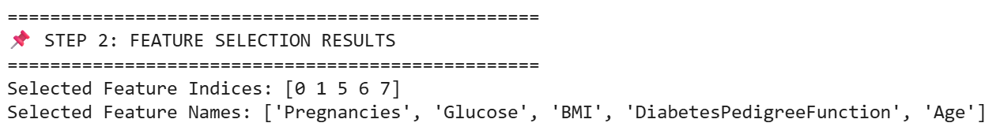 ==================================================
📌 STEP 2: FEATURE SELECTION RESULTS
==================================================
Selected Feature Indices: [0 1 5 6 7]
Selected Feature Names: ['Pregnancies', 'Glucose', 'BMI', 'DiabetesPedigreeFunction', 'Age']